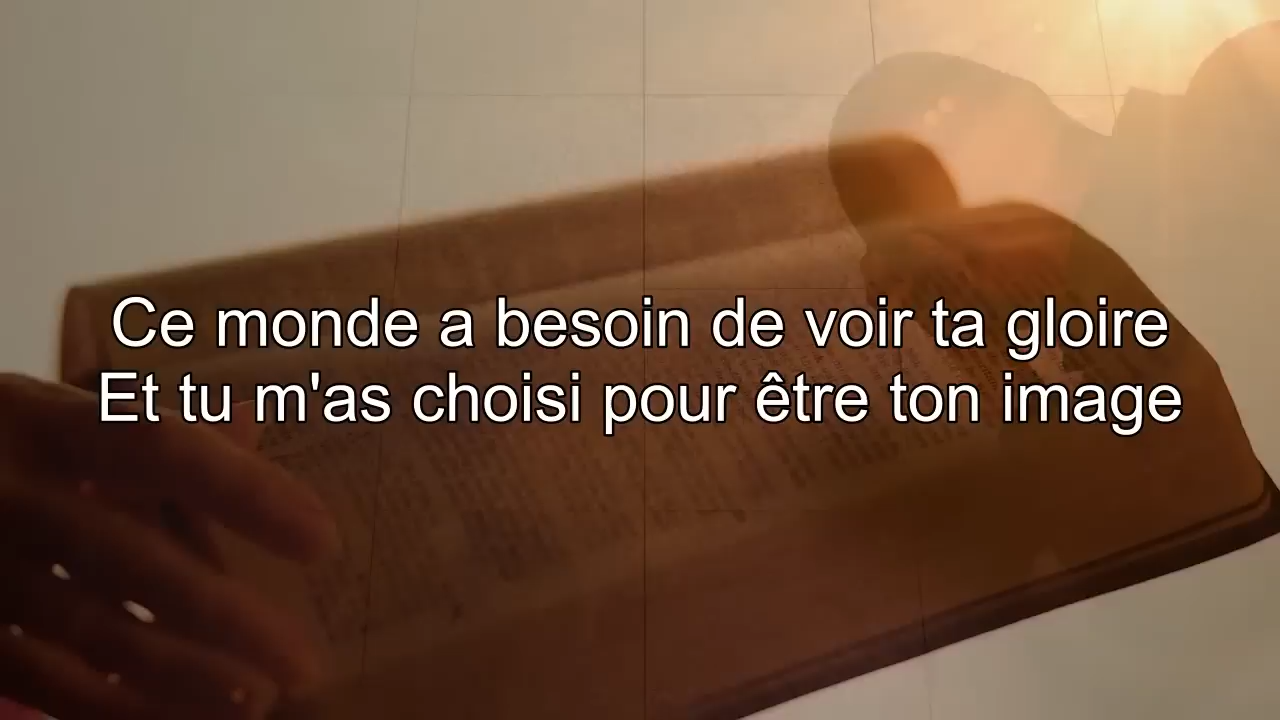 Ce monde a besoin de voir ta gloire
Et tu m'as choisi pour être ton image